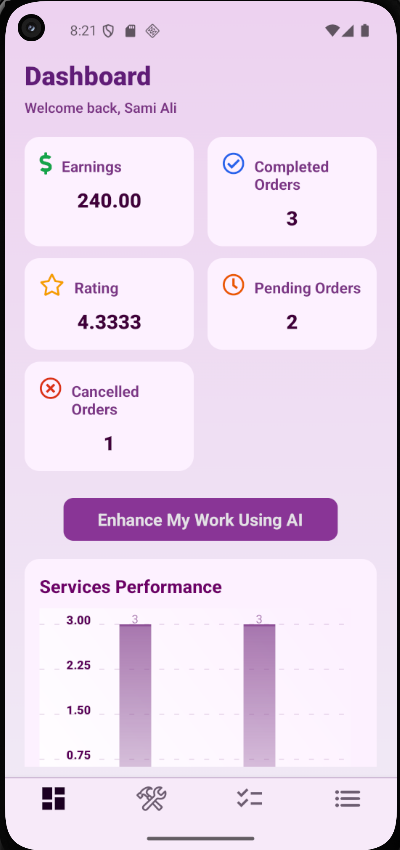 8:21
Dashboard
Welcome back, Sami Ali
Earnings
240.00
Completed
Orders
3
Rating
4.3333
Pending Orders
2
Cancelled
Orders
1
Enhance My Work Using AI
Services Performance
3.00
3
3
2.25
1.50
0.75